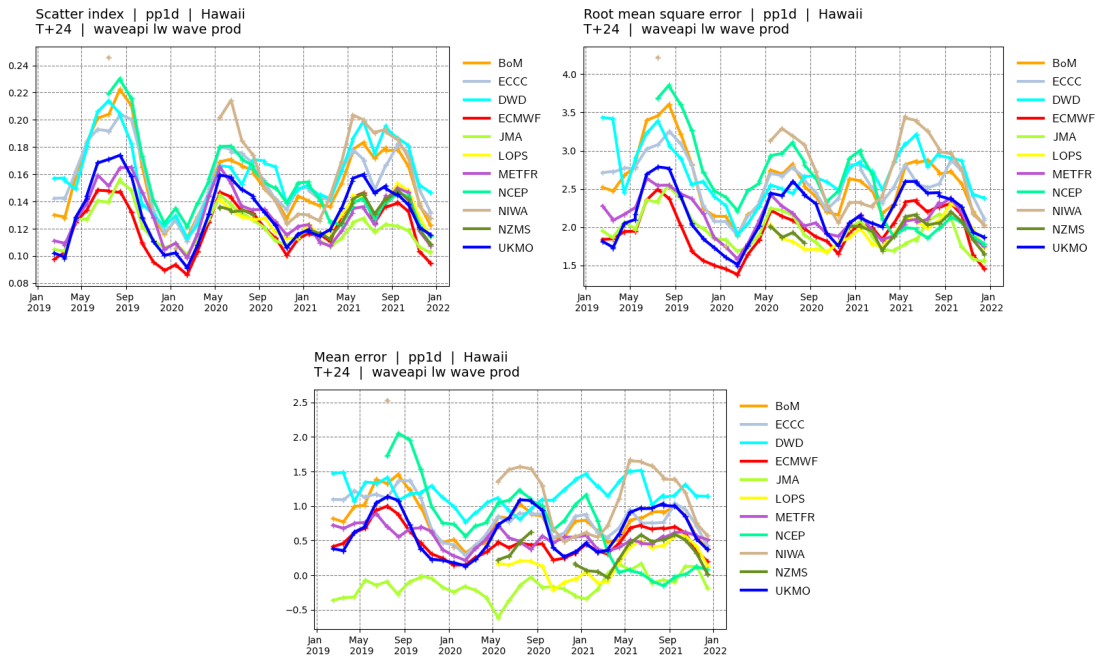 Scatter index | pp1d | Hawaii
T+24 | waveapi lw wave prod
0.24
0.22
0.20
0.18
0.16
0.14
0.12
0.10
0.08
Jan 2019
May 2019
Sep 2019
Jan 2020
May 2020
Sep 2020
Jan 2021
May 2021
Sep 2021
Jan 2022
BoM
ECCC
DWD
ECMWF
JMA
LOPS
METFR
NCEP
NIWA
NZMS
UKMO
Root mean square error | pp1d | Hawaii
T+24 | waveapi lw wave prod
4.0
3.5
3.0
2.5
2.0
1.5
Jan 2019
May 2019
Sep 2019
Jan 2020
May 2020
Sep 2020
Jan 2021
May 2021
Sep 2021
Jan 2022
BoM
ECCC
DWD
ECMWF
JMA
LOPS
METFR
NCEP
NIWA
NZMS
UKMO
Mean error | pp1d | Hawaii
T+24 | waveapi lw wave prod
2.5
2.0
1.5
1.0
0.5
0.0
−0.5
Jan 2019
May 2019
Sep 2019
Jan 2020
May 2020
Sep 2020
Jan 2021
May 2021
Sep 2021
Jan 2022
BoM
ECCC
DWD
ECMWF
JMA
LOPS
METFR
NCEP
NIWA
NZMS
UKMO